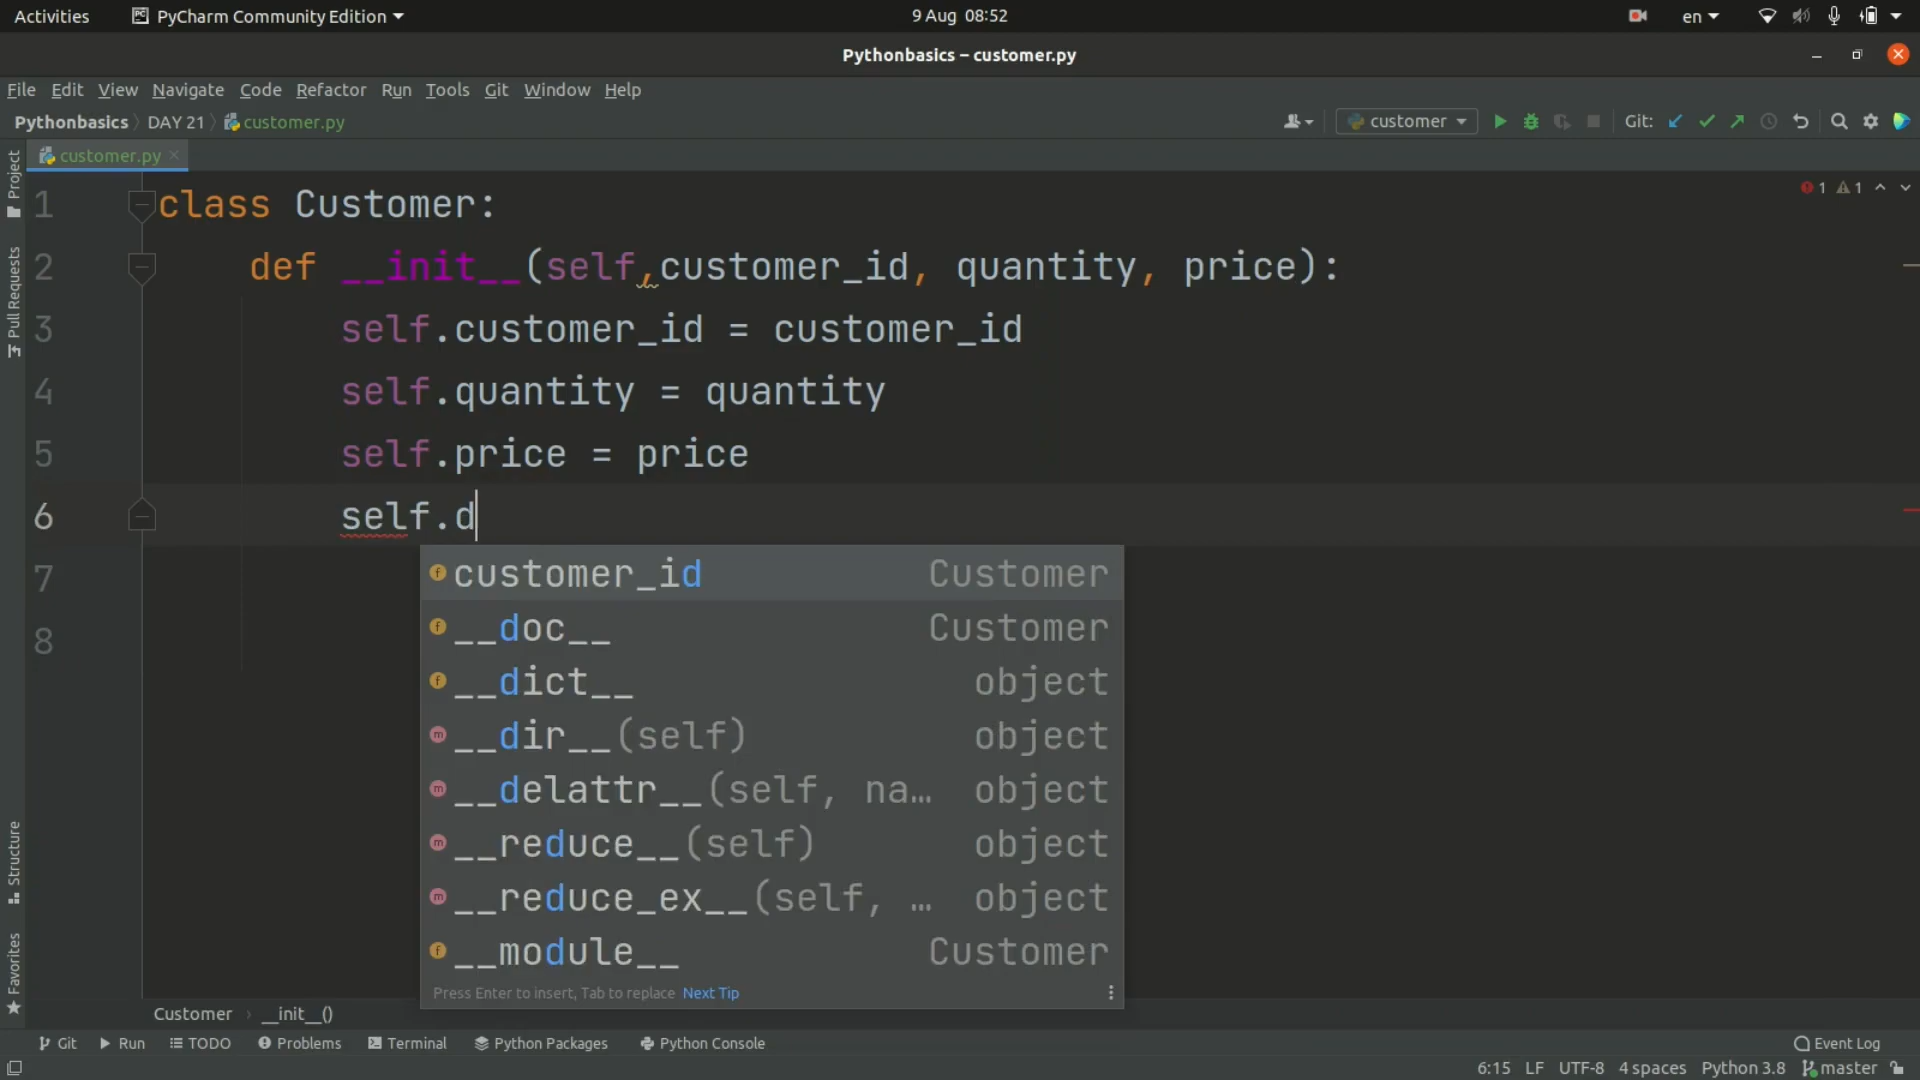 Activities PyCharm Community Edition 9 Aug 08:52 en
Pythonbasics – customer.py
File Edit View Navigate Code Refactor Run Tools Git Window Help
Pythonbasics DAY 21 customer.py customer Git:
customer.py
Project
Pull Requests
Structure
Favorites
1 1
1 class Customer:
2 def __init__(self,customer_id, quantity, price):
3 self.customer_id = customer_id
4 self.quantity = quantity
5 self.price = price
6 self.d
7
8
customer_id Customer
__doc__ Customer
__dict__ object
__dir__(self) object
__delattr__(self, na… object
__reduce__(self) object
__reduce_ex__(self, … object
__module__ Customer
Press Enter to insert, Tab to replace Next Tip
Customer __init__()
Git Run TODO Problems Terminal Python Packages Python Console Event Log
6:15 LF UTF-8 4 spaces Python 3.8 master